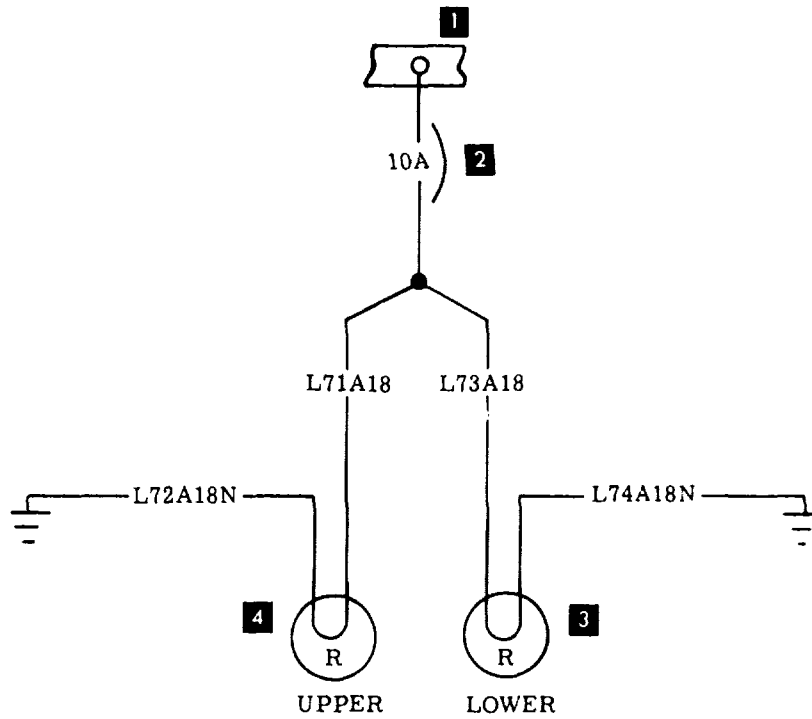 1
10A 2
L71A18 L73A18
L72A18N L74A18N
4 R R 3
UPPER LOWER